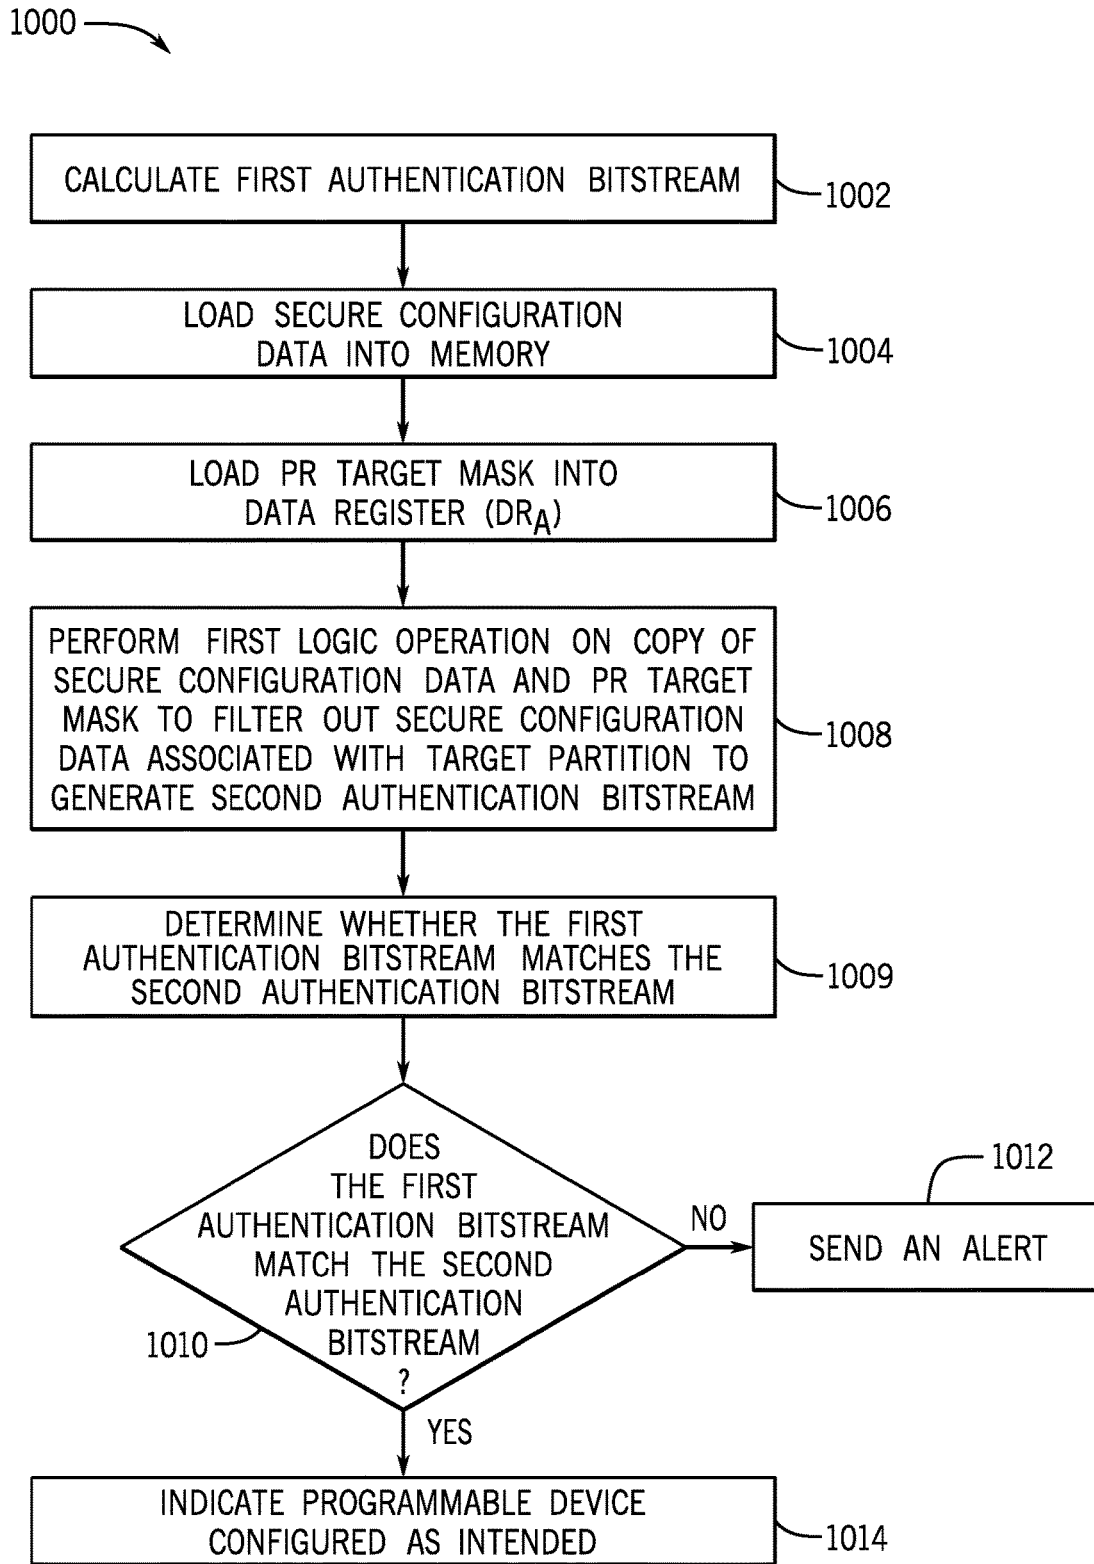 1000
CALCULATE FIRST AUTHENTICATION BITSTREAM
1002
LOAD SECURE CONFIGURATION
DATA INTO MEMORY
1004
LOAD PR TARGET MASK INTO
DATA REGISTER (DRA)
1006
PERFORM FIRST LOGIC OPERATION ON COPY OF
SECURE CONFIGURATION DATA AND PR TARGET
MASK TO FILTER OUT SECURE CONFIGURATION
DATA ASSOCIATED WITH TARGET PARTITION TO
GENERATE SECOND AUTHENTICATION BITSTREAM
1008
DETERMINE WHETHER THE FIRST
AUTHENTICATION BITSTREAM MATCHES THE
SECOND AUTHENTICATION BITSTREAM
1009
DOES
THE FIRST
AUTHENTICATION BITSTREAM
MATCH THE SECOND
AUTHENTICATION
BITSTREAM
?
1010
NO
1012
SEND AN ALERT
YES
INDICATE PROGRAMMABLE DEVICE
CONFIGURED AS INTENDED
1014